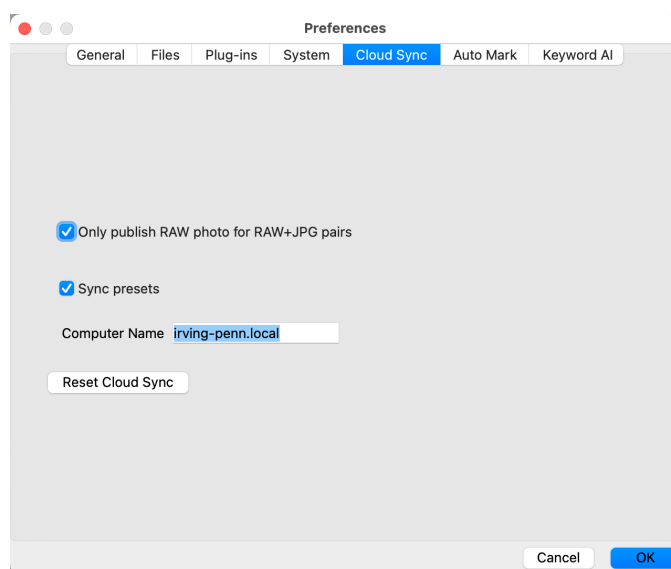 Preferences
General Files Plug-ins System Cloud Sync Auto Mark Keyword AI
Only publish RAW photo for RAW+JPG pairs
Sync presets
Computer Name irving-penn.local
Reset Cloud Sync
Cancel OK